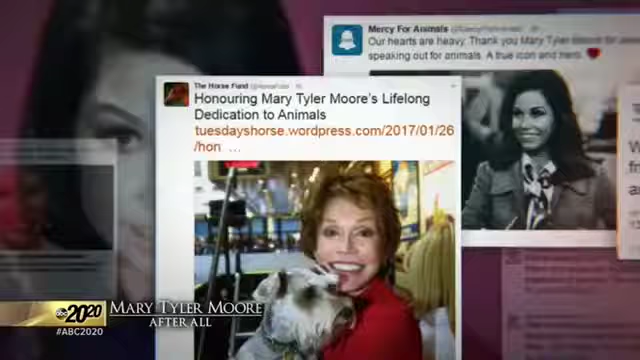 Mercy For Animals
Our hearts are heavy. Thank you Mary Tyler Moore for
speaking out for animals. A true icon and hero.
The Horse Fund
Honouring Mary Tyler Moore's Lifelong
Dedication to Animals
tuesdayshorse.wordpress.com/2017/01/26
/hon ...
abc 20/20
#ABC2020
MARY TYLER MOORE
AFTER ALL